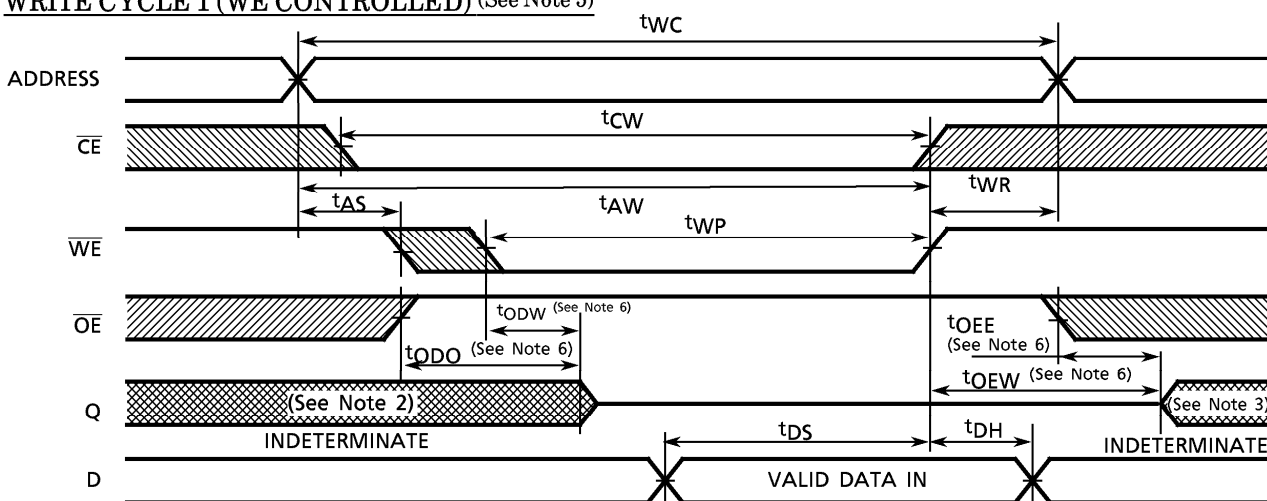 WRITE CYCLE 1 (WE CONTROLLED) (See Note 5)
tWC
ADDRESS
tCW
CE
tWR
tAS
tAW
tWP
WE
tODW (See Note 6)
OE
tOEE
(See Note 6)
tODO (See Note 6)
tOEW (See Note 6)
(See Note 2)
(See Note 3)
Q
INDETERMINATE
tDS
tDH
INDETERMINATE
D
VALID DATA IN